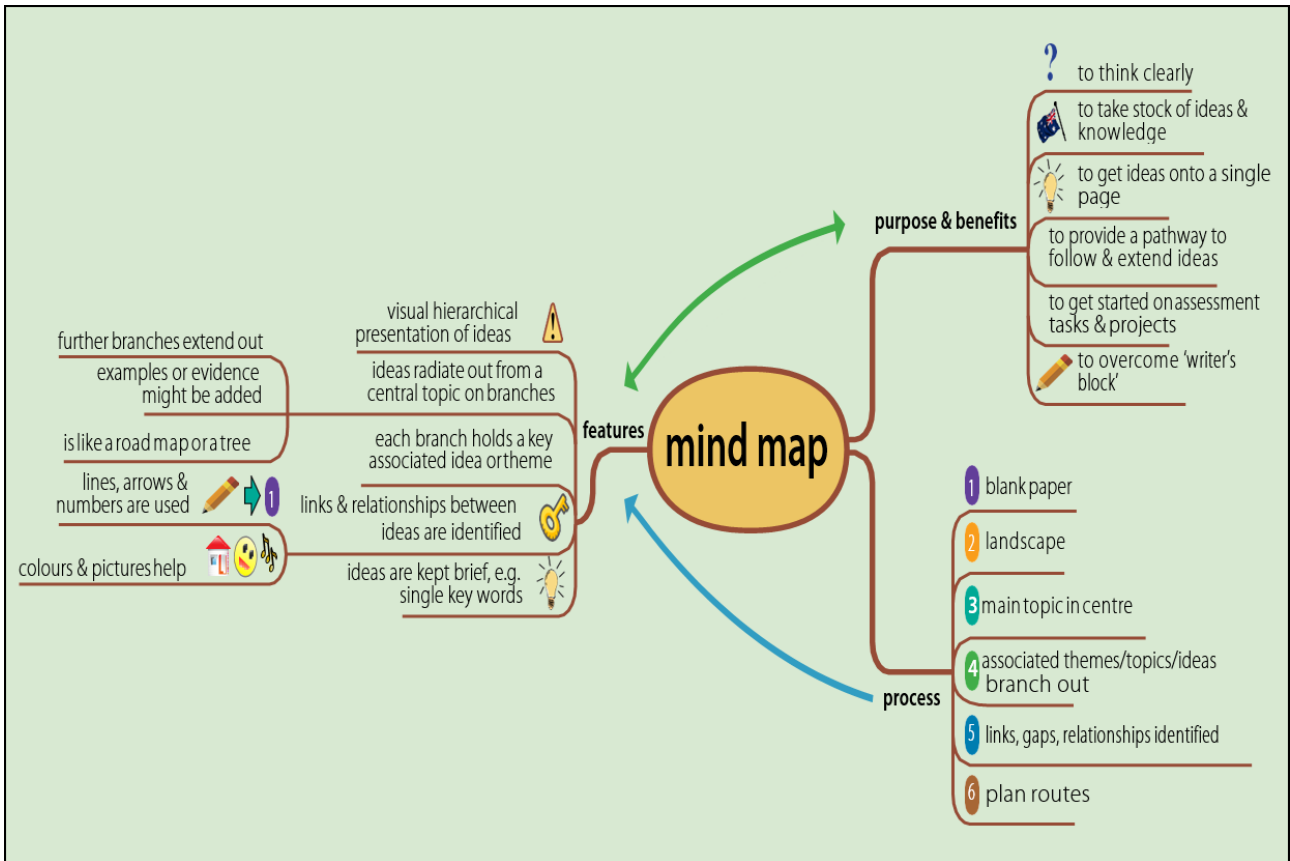 mind map
purpose & benefits
?
to think clearly
to take stock of ideas &
knowledge
to get ideas onto a single
page
to provide a pathway to
follow & extend ideas
to get started on assessment
tasks & projects
to overcome ‘writer’s
block’
process
1 blank paper
2 landscape
3 main topic in centre
4 associated themes/topics/ideas
branch out
5 links, gaps, relationships identified
6 plan routes
features
visual hierarchical
presentation of ideas
!
ideas radiate out from a
central topic on branches
further branches extend out
examples or evidence
might be added
is like a road map or a tree
each branch holds a key
associated idea or theme
links & relationships between
ideas are identified
lines, arrows &
numbers are used
1
colours & pictures help
ideas are kept brief, e.g.
single key words